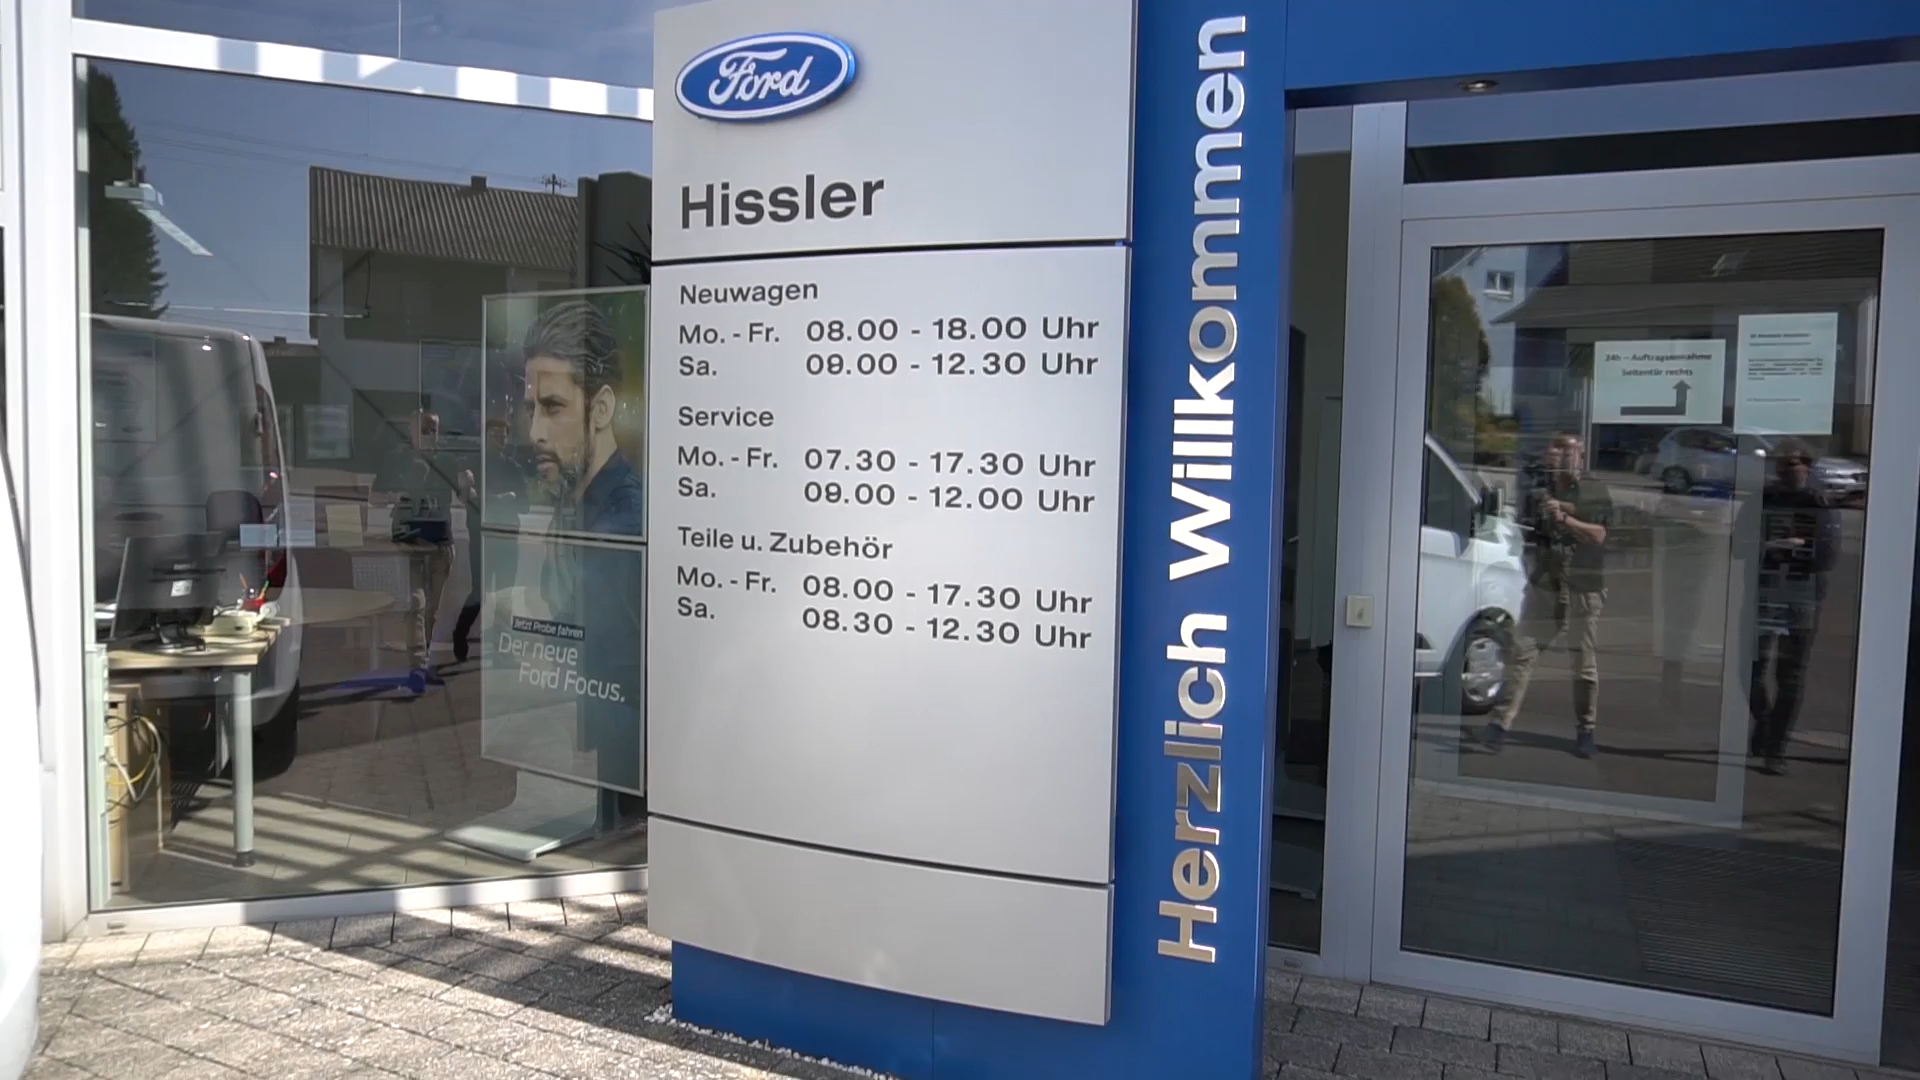 Ford
Hissler
Neuwagen
Mo. - Fr. 08.00 - 18.00 Uhr
Sa. 09.00 - 12.30 Uhr
Service
Mo. - Fr. 07.30 - 17.30 Uhr
Sa. 09.00 - 12.00 Uhr
Teile u. Zubehör
Mo. - Fr. 08.00 - 17.30 Uhr
Sa. 08.30 - 12.30 Uhr
Herzlich Willkommen
Jetzt Probe fahren
Der neue
Ford Focus.
24h - Auftragsannahme
Seitentür rechts